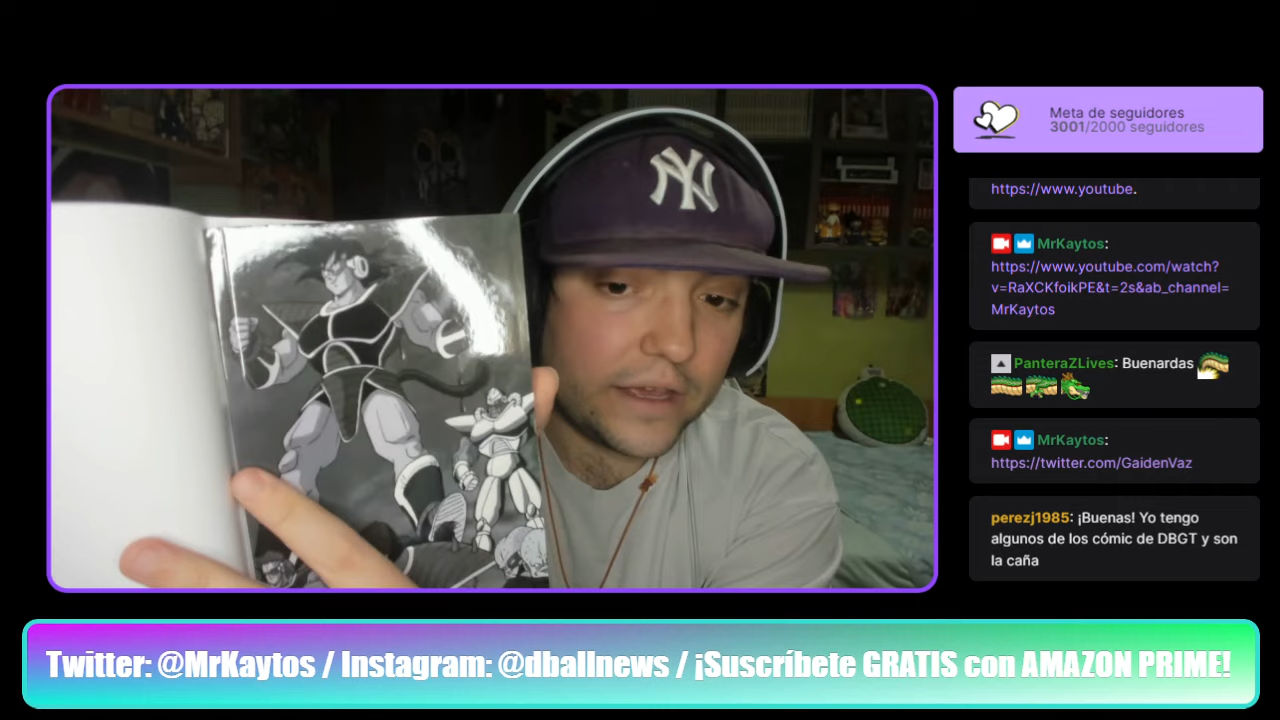 NY
Meta de seguidores
3001/2000 seguidores
https://www.youtube.
MrKaytos:
https://www.youtube.com/watch?
v=RaXCKfoikPE&t=2s&ab_channel=
MrKaytos
PanteraZLives: Buenardas
MrKaytos:
https://twitter.com/GaidenVaz
perezj1985: ¡Buenas! Yo tengo
algunos de los cómic de DBGT y son
la caña
Twitter: @MrKaytos / Instagram: @dballnews / ¡Suscríbete GRATIS con AMAZON PRIME!